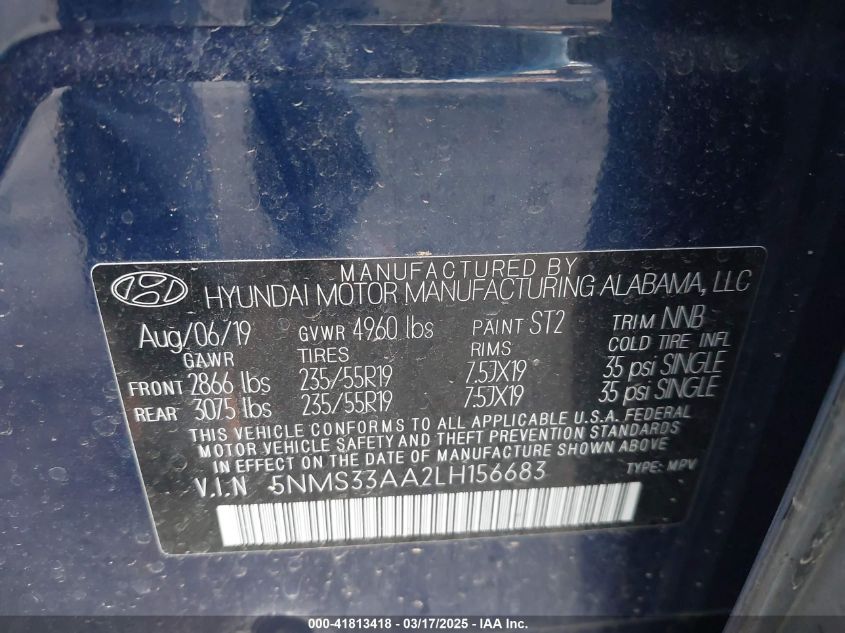 MANUFACTURED BY
HYUNDAI MOTOR MANUFACTURING ALABAMA, LLC
Aug/06/19 GVWR 4960 lbs PAINT ST2 TRIM NNB
GAWR TIRES RIMS COLD TIRE INFL
FRONT 2866 lbs 235/55R19 7.5JX19 35 psi SINGLE
REAR 3075 lbs 235/55R19 7.5JX19 35 psi SINGLE
THIS VEHICLE CONFORMS TO ALL APPLICABLE U.S.A. FEDERAL
MOTOR VEHICLE SAFETY AND THEFT PREVENTION STANDARDS
IN EFFECT ON THE DATE OF MANUFACTURE SHOWN ABOVE
V.I.N 5NMS33AA2LH156683 TYPE: MPV
000-41813418 - 03/17/2025 - IAA Inc.